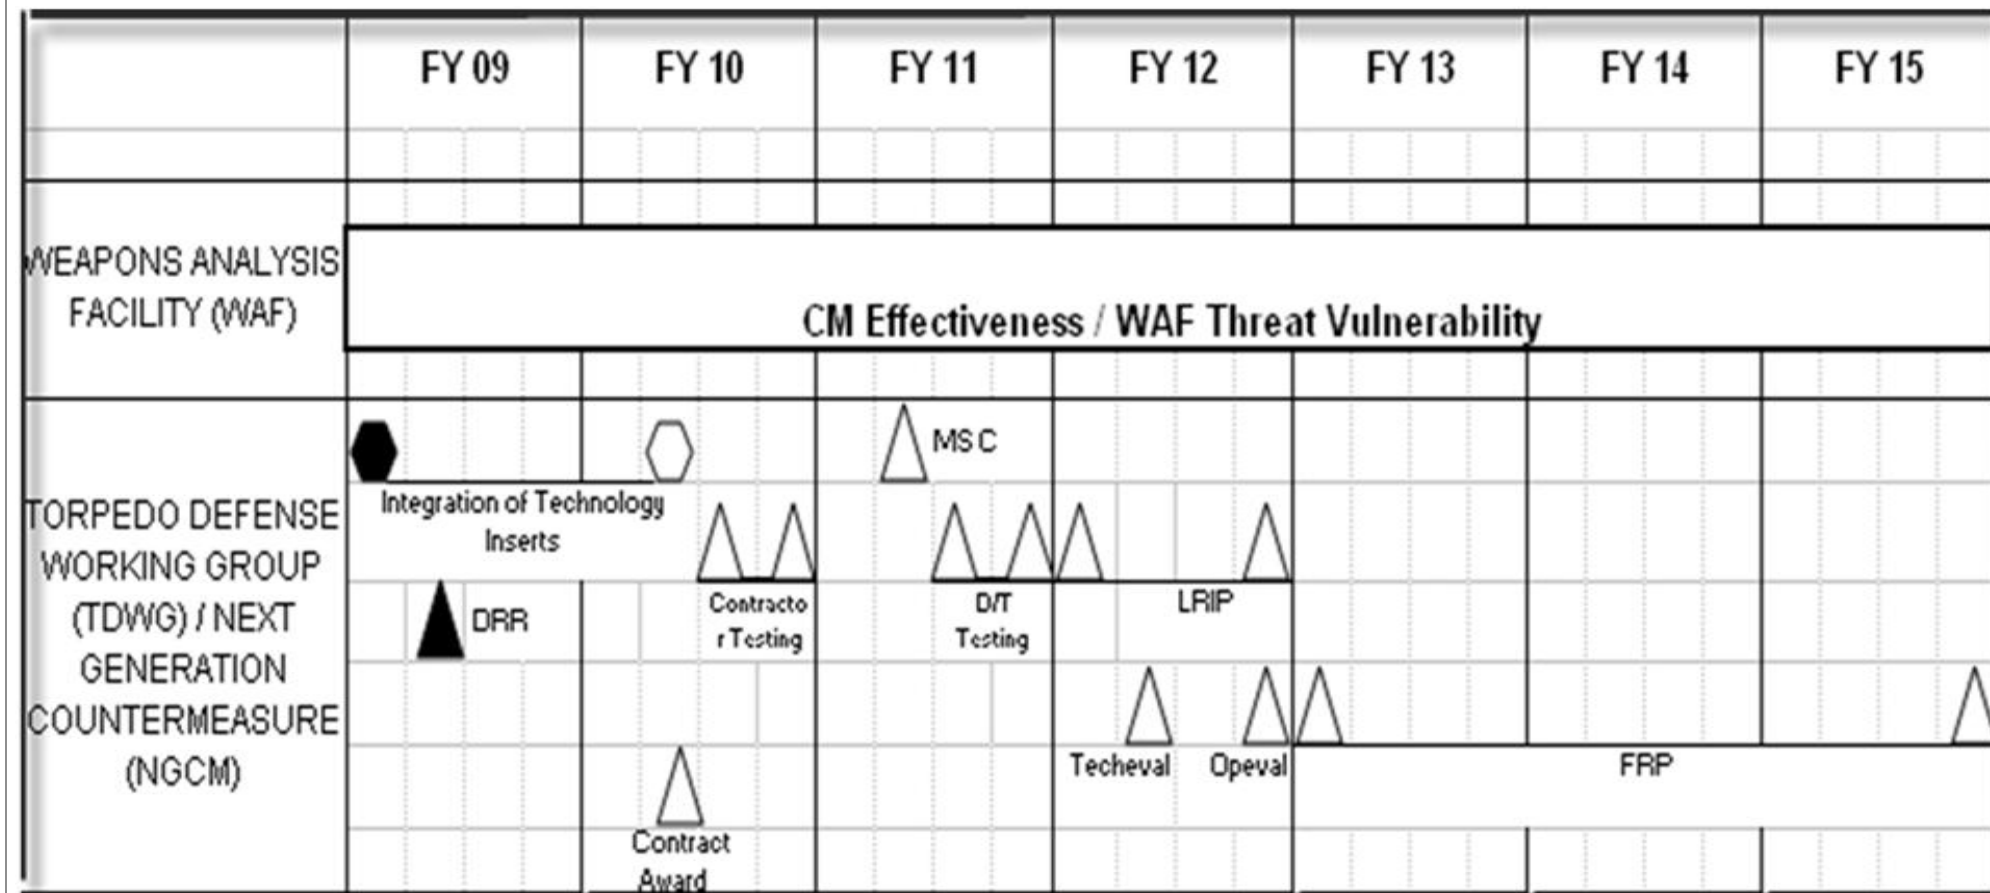 FY 09 FY 10 FY 11 FY 12 FY 13 FY 14 FY 15
WEAPONS ANALYSIS
FACILITY (WAF)
CM Effectiveness / WAF Threat Vulnerability
TORPEDO DEFENSE
WORKING GROUP
(TDWG) / NEXT
GENERATION
COUNTERMEASURE
(NGCM)
MS C
Integration of Technology
Inserts
DRR
Contracto
r Testing
D/T
Testing
LRIP
Techeval
Opeval
FRP
Contract
Award